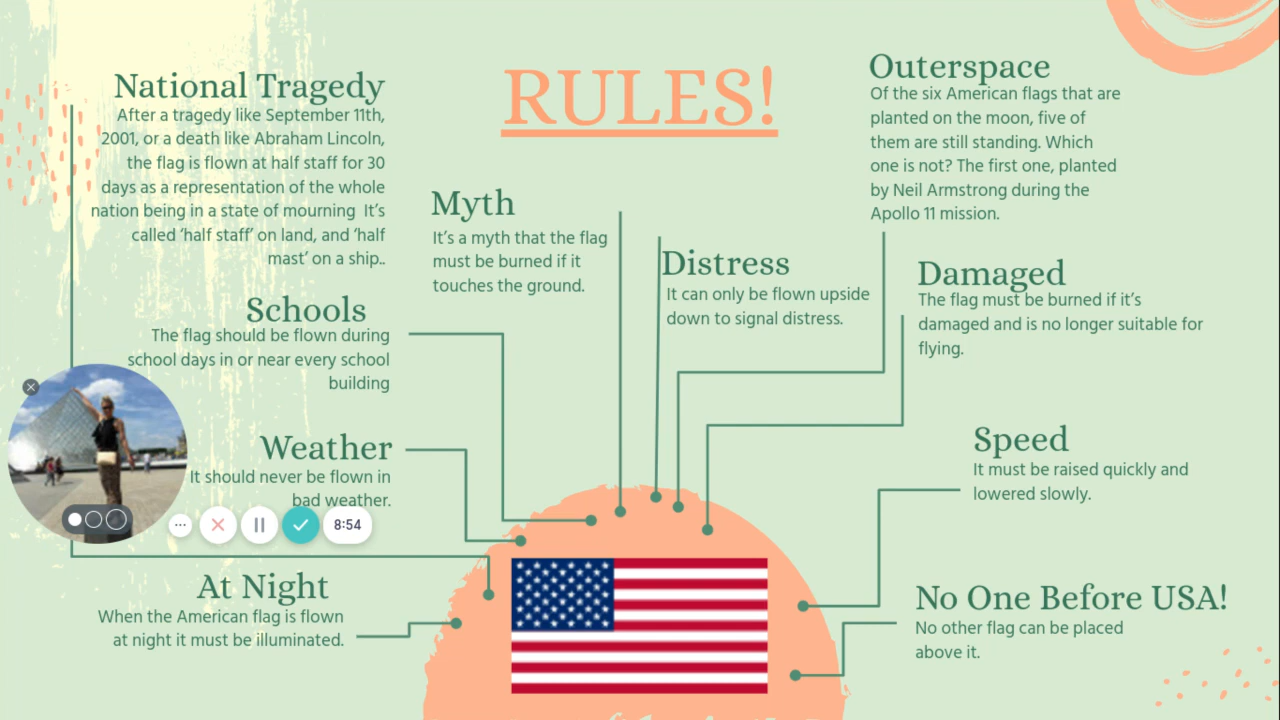 RULES!
National Tragedy
After a tragedy like September 11th,
2001, or a death like Abraham Lincoln,
the flag is flown at half staff for 30
days as a representation of the whole
nation being in a state of mourning  It's
called 'half staff' on land, and 'half
mast' on a ship..
Schools
The flag should be flown during
school days in or near every school
building
Weather
It should never be flown in
bad weather.
8:54
At Night
When the American flag is flown
at night it must be illuminated.
Myth
It's a myth that the flag
must be burned if it
touches the ground.
Distress
It can only be flown upside
down to signal distress.
Outerspace
Of the six American flags that are
planted on the moon, five of
them are still standing. Which
one is not? The first one, planted
by Neil Armstrong during the
Apollo 11 mission.
Damaged
The flag must be burned if it's
damaged and is no longer suitable for
flying.
Speed
It must be raised quickly and
lowered slowly.
No One Before USA!
No other flag can be placed
above it.